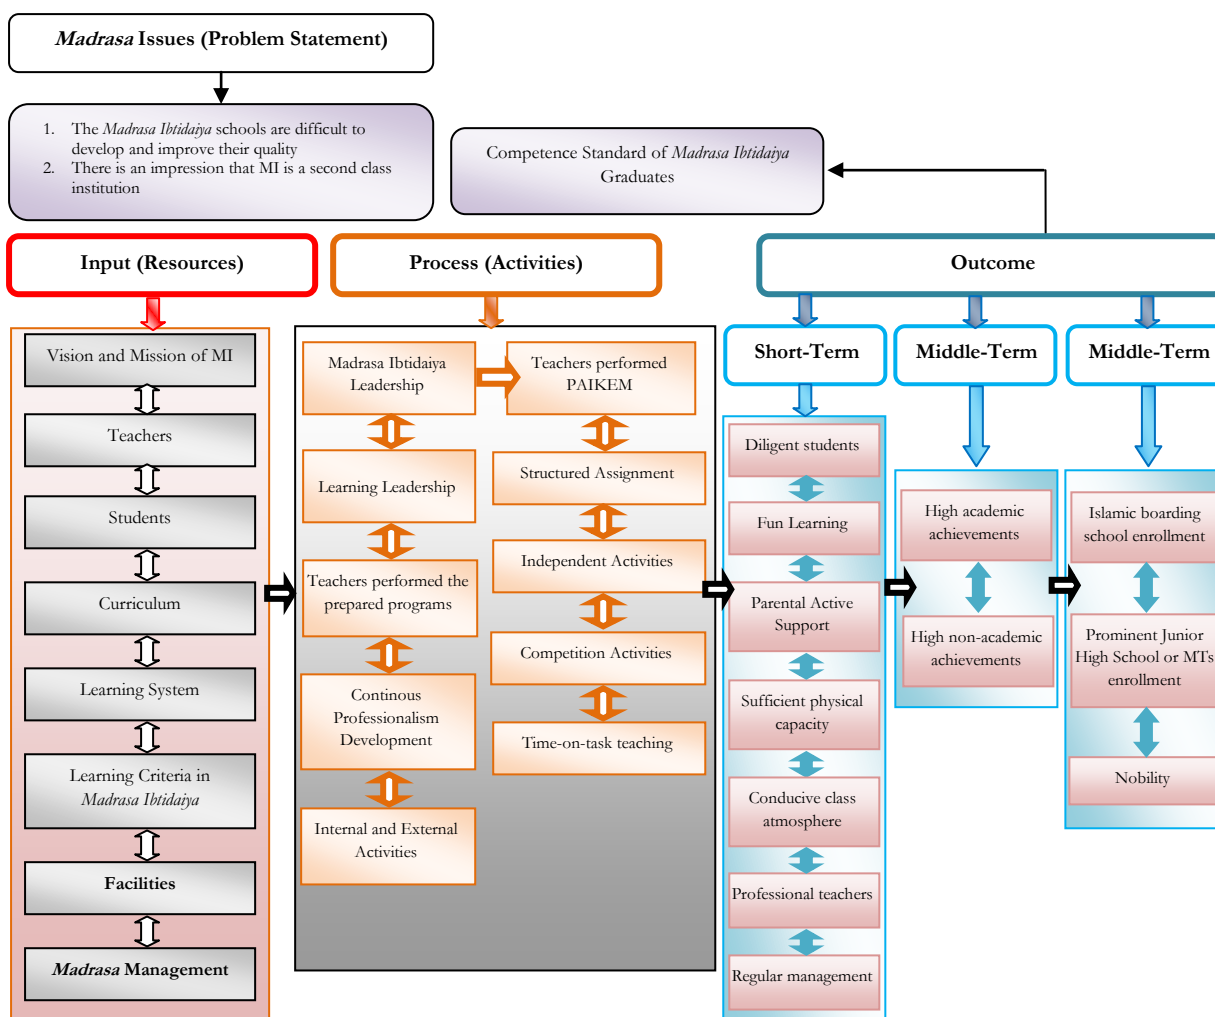 Madrasa Issues (Problem Statement)
1. The Madrasa Ibtidaiya schools are difficult to
develop and improve their quality
2. There is an impression that MI is a second class
institution
Competence Standard of Madrasa Ibtidaiya
Graduates
Input (Resources)
Process (Activities)
Outcome
Vision and Mission of MI
Teachers
Students
Curriculum
Learning System
Learning Criteria in
Madrasa Ibtidaiya
Facilities
Madrasa Management
Madrasa Ibtidaiya
Leadership
Learning Leadership
Teachers performed the
prepared programs
Continous
Professionalism
Development
Internal and External
Activities
Teachers performed
PAIKEM
Structured Assignment
Independent Activities
Competition Activities
Time-on-task teaching
Short-Term
Diligent students
Fun Learning
Parental Active
Support
Sufficient physical
capacity
Conducive class
atmosphere
Professional teachers
Regular management
Middle-Term
High academic
achievements
High non-academic
achievements
Middle-Term
Islamic boarding
school enrollment
Prominent Junior
High School or MTs
enrollment
Nobility